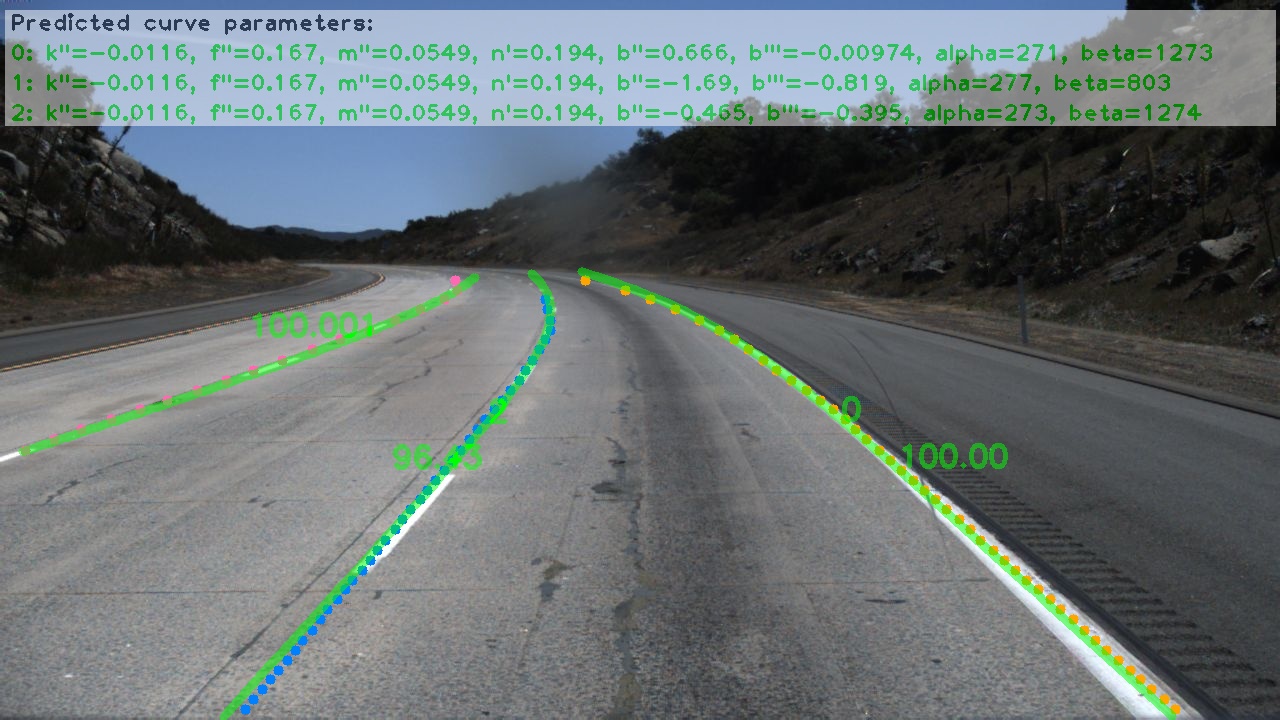 Predicted curve parameters:
0: k''=-0.0116, f''=0.167, m''=0.0549, n'=0.194, b''=0.666, b'''=-0.00974, alpha=271, beta=1273
1: k''=-0.0116, f''=0.167, m''=0.0549, n'=0.194, b''=-1.69, b'''=-0.819, alpha=277, beta=803
2: k''=-0.0116, f''=0.167, m''=0.0549, n'=0.194, b''=-0.465, b'''=-0.395, alpha=273, beta=1274
100.001
0
2
100.00